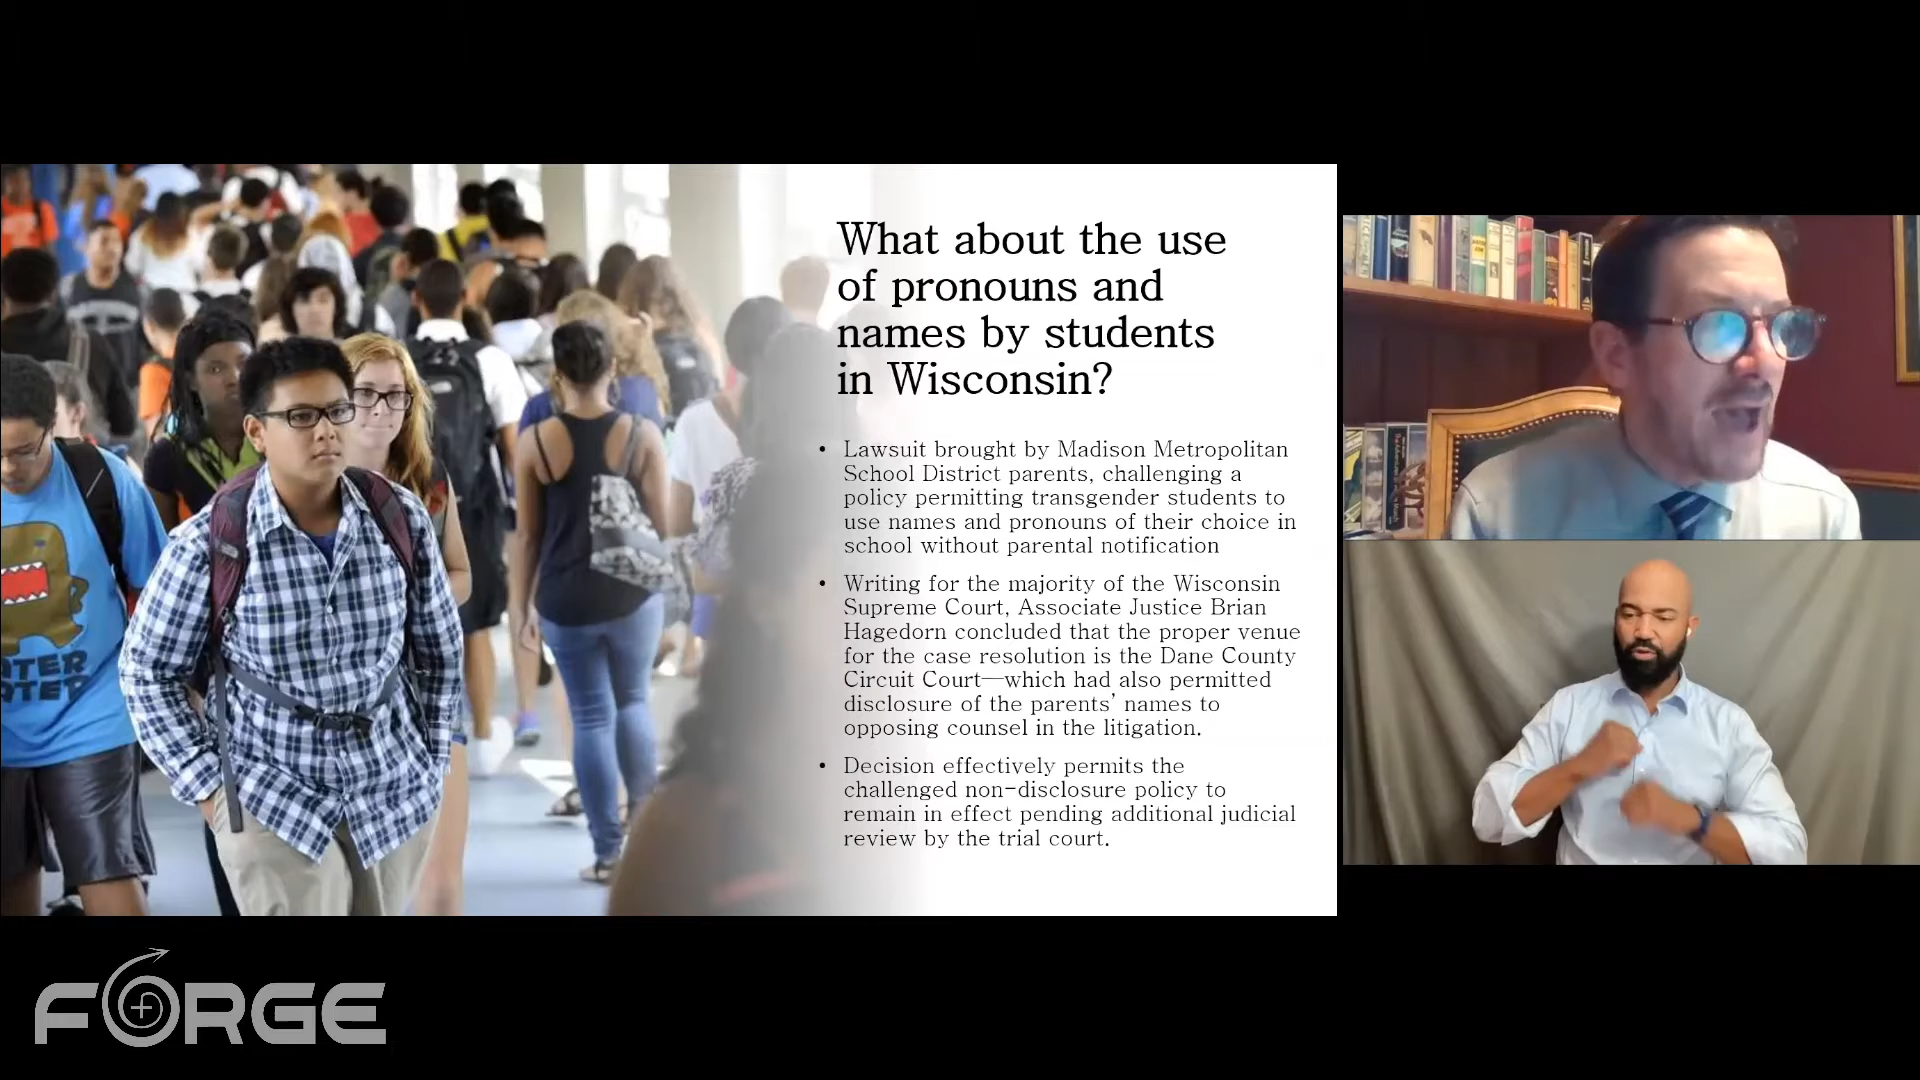 What about the use
of pronouns and
names by students
in Wisconsin?
• Lawsuit brought by Madison Metropolitan
School District parents, challenging a
policy permitting transgender students to
use names and pronouns of their choice in
school without parental notification
• Writing for the majority of the Wisconsin
Supreme Court, Associate Justice Brian
Hagedorn concluded that the proper venue
for the case resolution is the Dane County
Circuit Court—which had also permitted
disclosure of the parents’ names to
opposing counsel in the litigation.
• Decision effectively permits the
challenged non-disclosure policy to
remain in effect pending additional judicial
review by the trial court.
FORGE